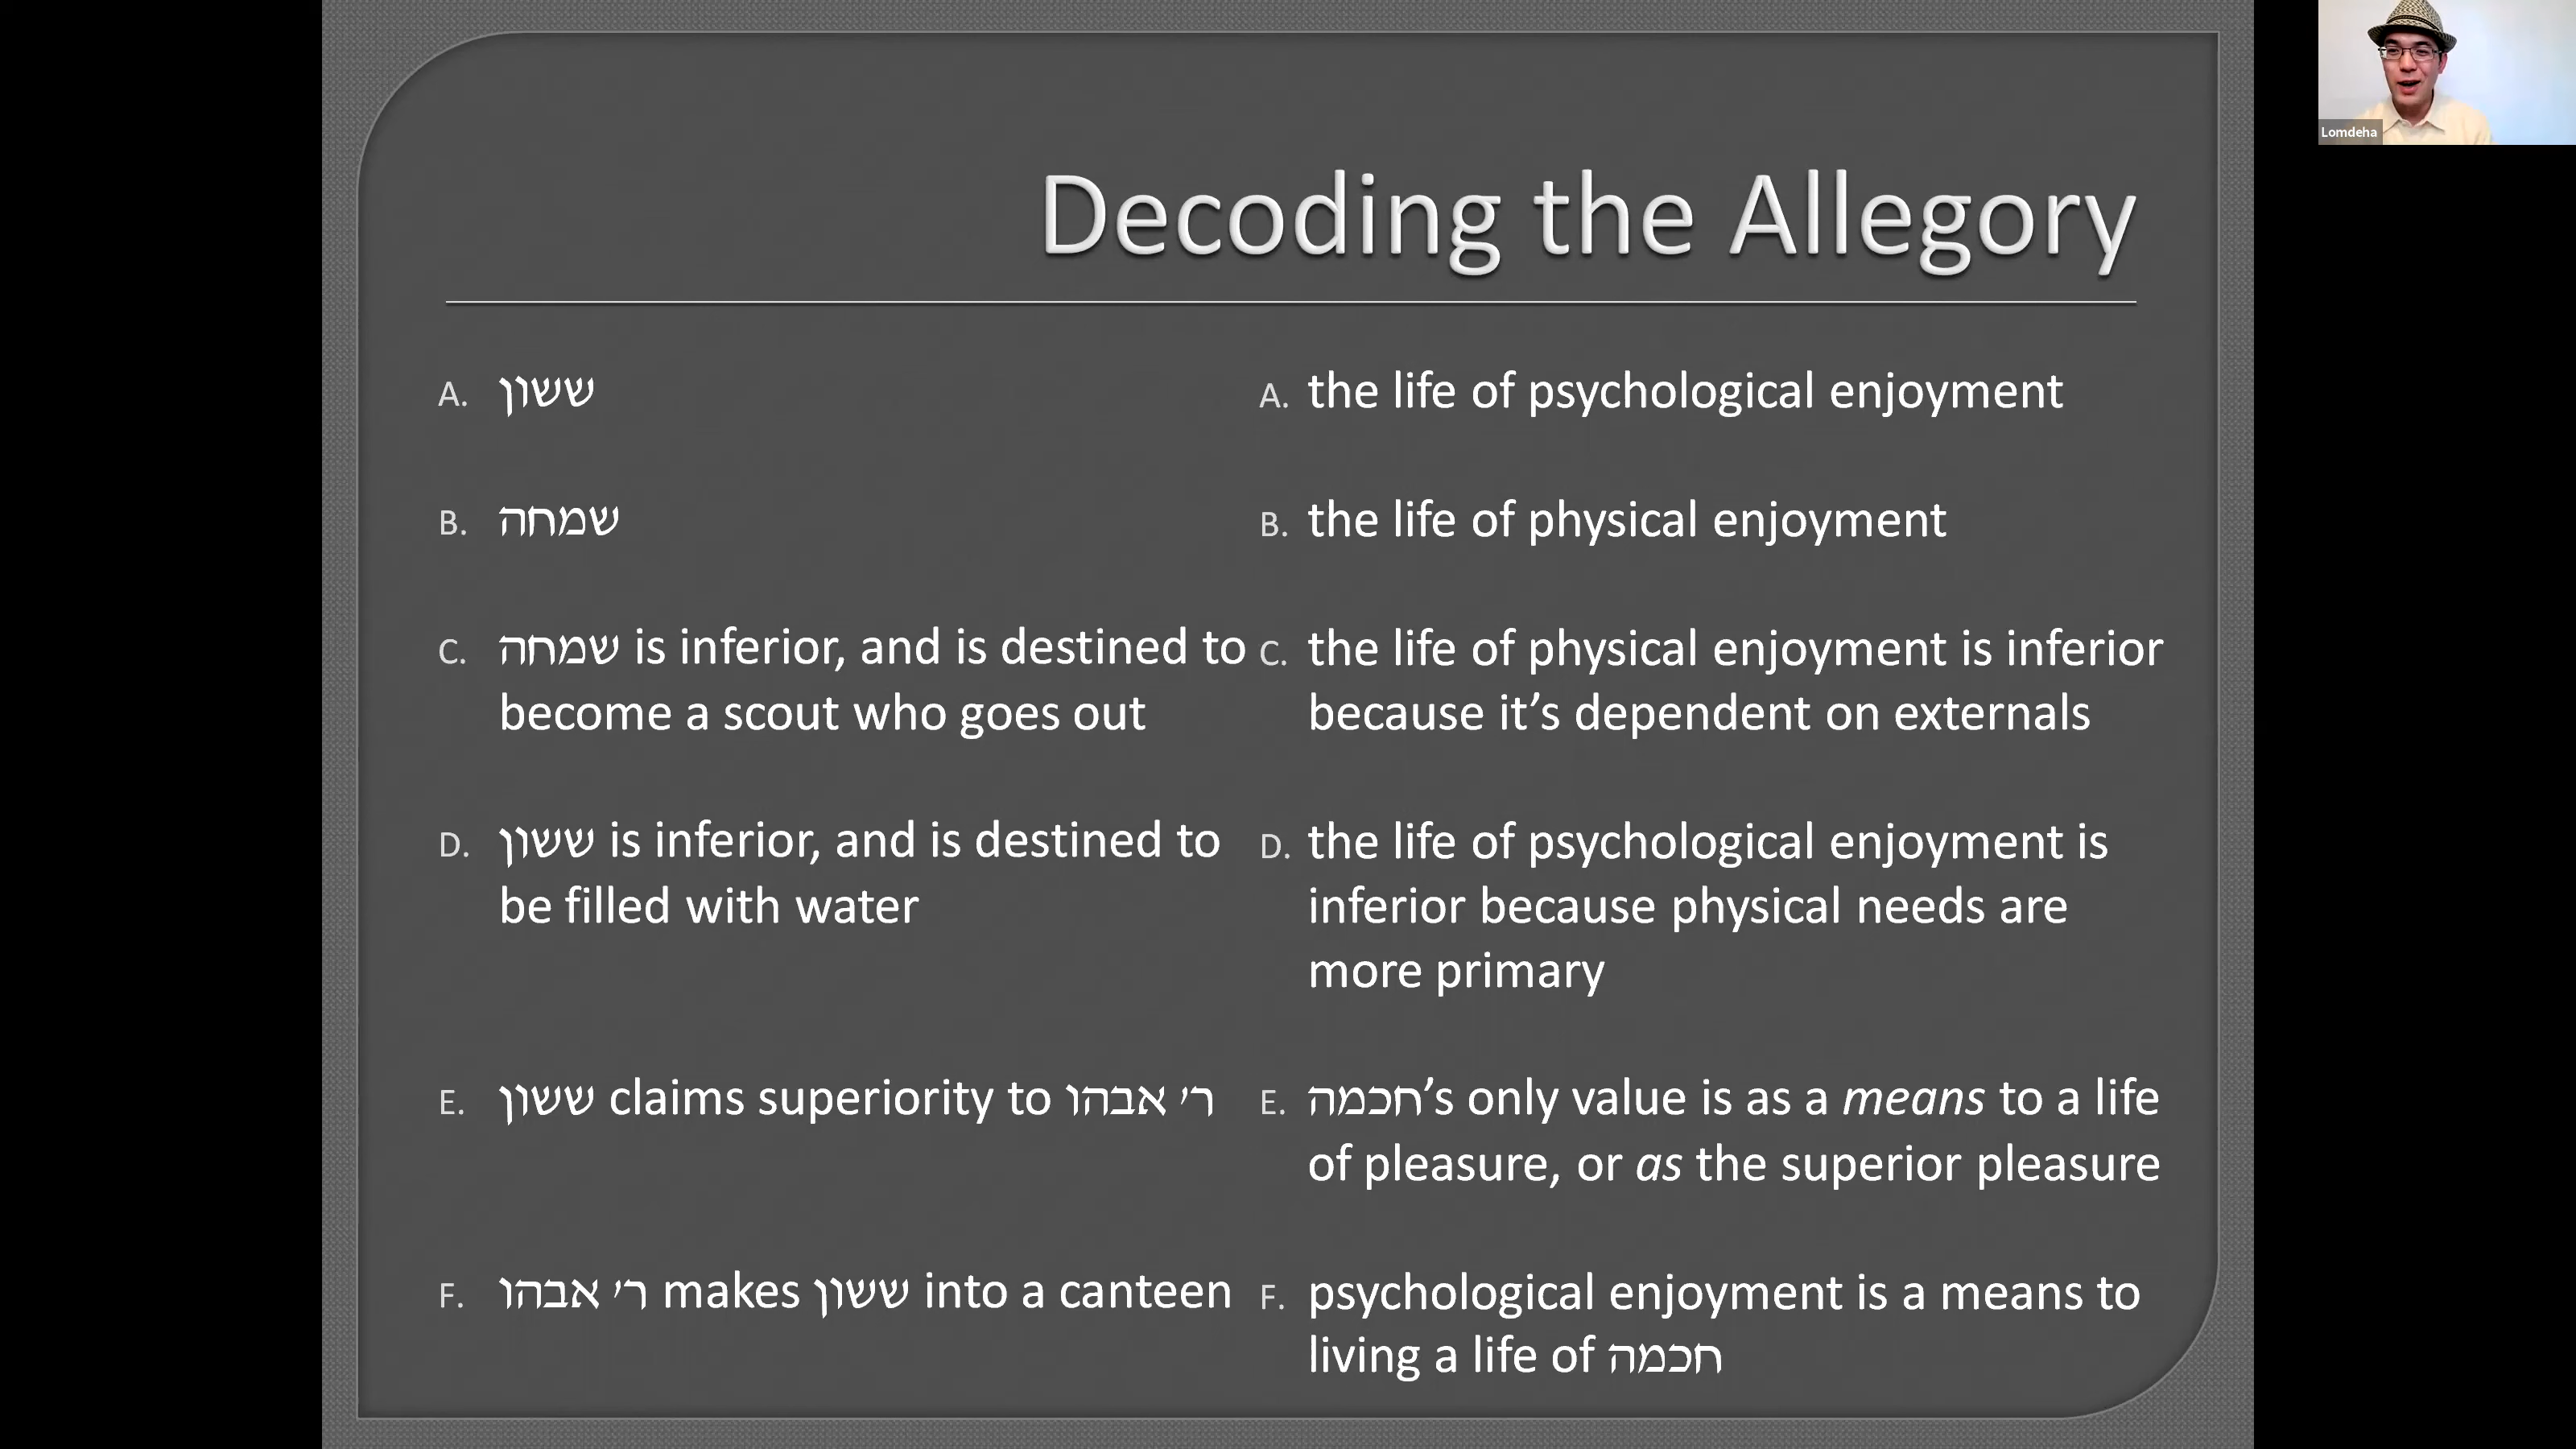 Lomdeha
Decoding the Allegory
A. ששון
B. שמחה
C. שמחה is inferior, and is destined to
become a scout who goes out
D. ששון is inferior, and is destined to
be filled with water
E. ששון claims superiority to ר׳ אבהו
F. ר׳ אבהו makes ששון into a canteen
A. the life of psychological enjoyment
B. the life of physical enjoyment
C. the life of physical enjoyment is inferior
because it’s dependent on externals
D. the life of psychological enjoyment is
inferior because physical needs are
more primary
E. חכמה’s only value is as a means to a life
of pleasure, or as the superior pleasure
F. psychological enjoyment is a means to
living a life of חכמה